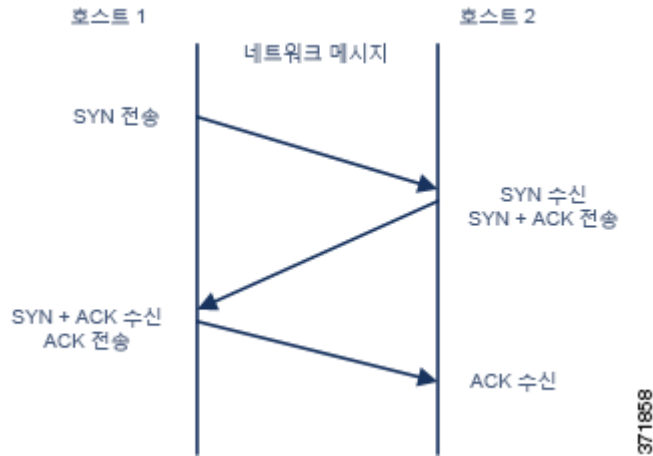 호스트 1
호스트 2
네트워크 메시지
SYN 전송
SYN 수신
SYN + ACK 전송
SYN + ACK 수신
ACK 전송
ACK 수신
371858